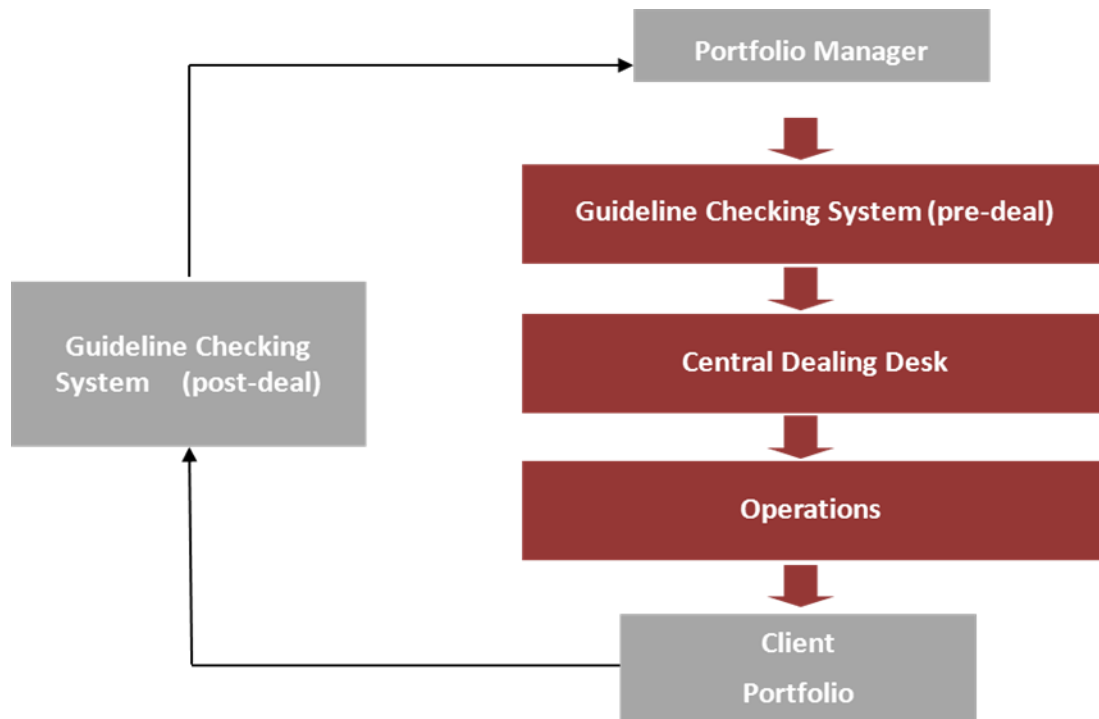 Portfolio Manager
Guideline Checking System (pre-deal)
Central Dealing Desk
Guideline Checking
System (post-deal)
Operations
Client
Portfolio